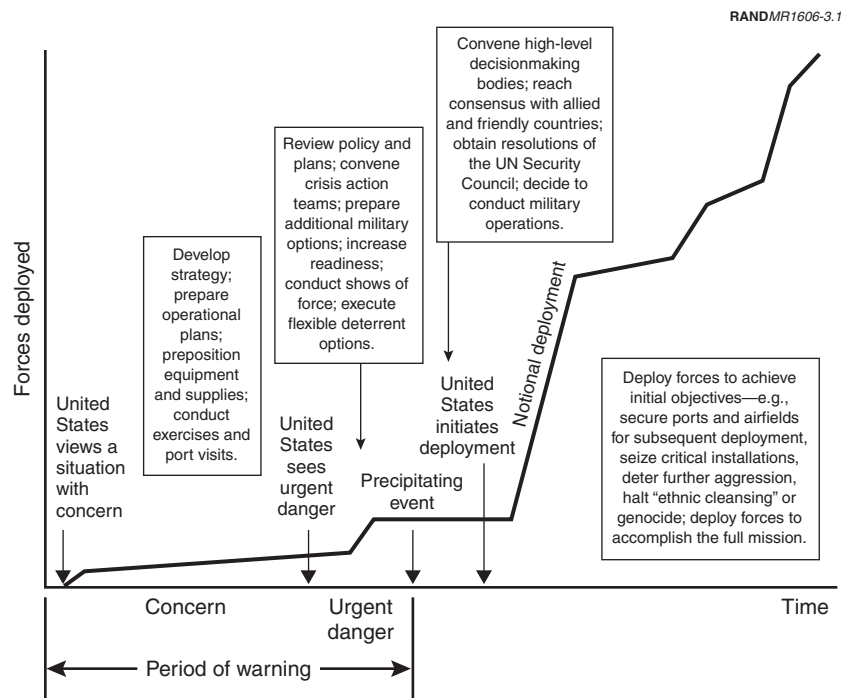 RANDMR1606-3.1
Convene high-level
decisionmaking
bodies; reach
consensus with allied
and friendly countries;
obtain resolutions of
the UN Security
Council; decide to
conduct military
operations.
Review policy and
plans; convene
crisis action
teams; prepare
additional military
options; increase
readiness;
conduct shows of
force; execute
flexible deterrent
options.
Develop
strategy;
prepare
operational
plans;
preposition
equipment
and supplies;
conduct
exercises and
port visits.
Forces deployed
United
States
views a
situation
with
concern
United
States
sees
urgent
danger
Precipitating
event
United
States
initiates
deployment
Notional deployment
Deploy forces to achieve
initial objectives—e.g.,
secure ports and airfields
for subsequent deployment,
seize critical installations,
deter further aggression,
halt “ethnic cleansing” or
genocide; deploy forces to
accomplish the full mission.
Concern
Urgent
danger
Time
Period of warning